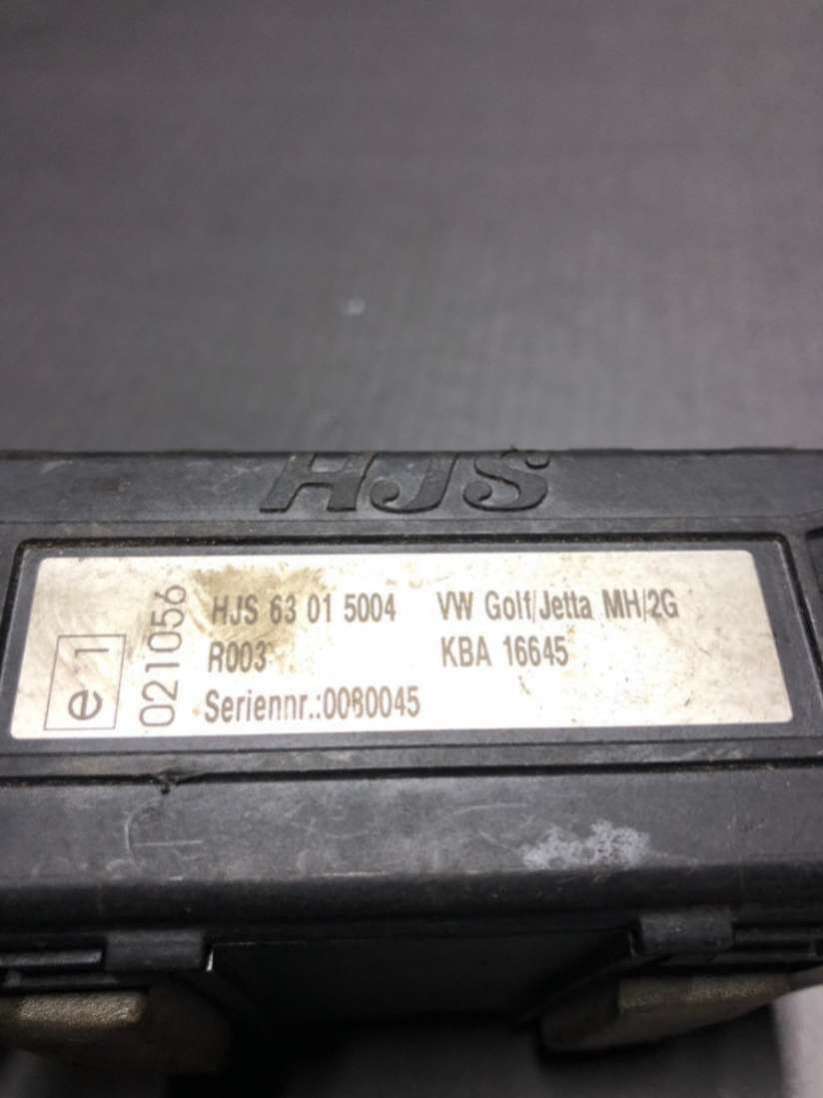 HJS
HJS 63 01 5004 VW Golf/Jetta MH/2G
R003 KBA 16645
Seriennr.:0080045
e 1
021056